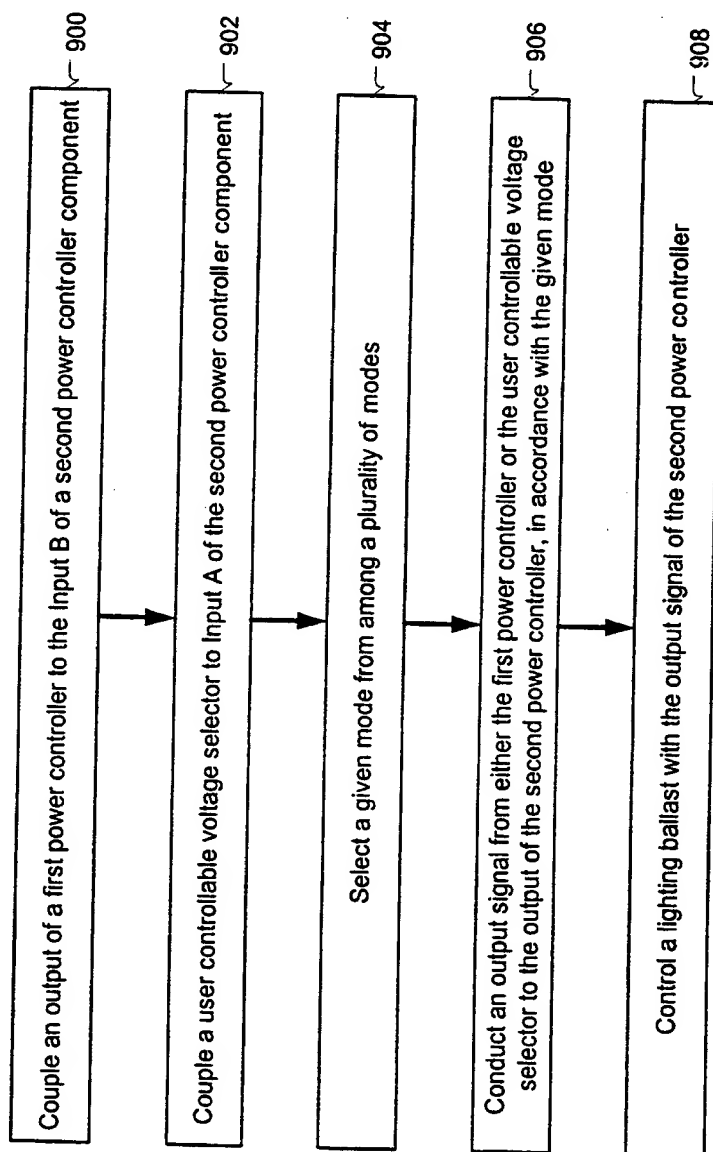 Couple an output of a first power controller to the Input B of a second power controller component
900
Couple a user controllable voltage selector to Input A of the second power controller component
902
Select a given mode from among a plurality of modes
904
Conduct an output signal from either the first power controller or the user controllable voltage
selector to the output of the second power controller, in accordance with the given mode
906
Control a lighting ballast with the output signal of the second power controller
908